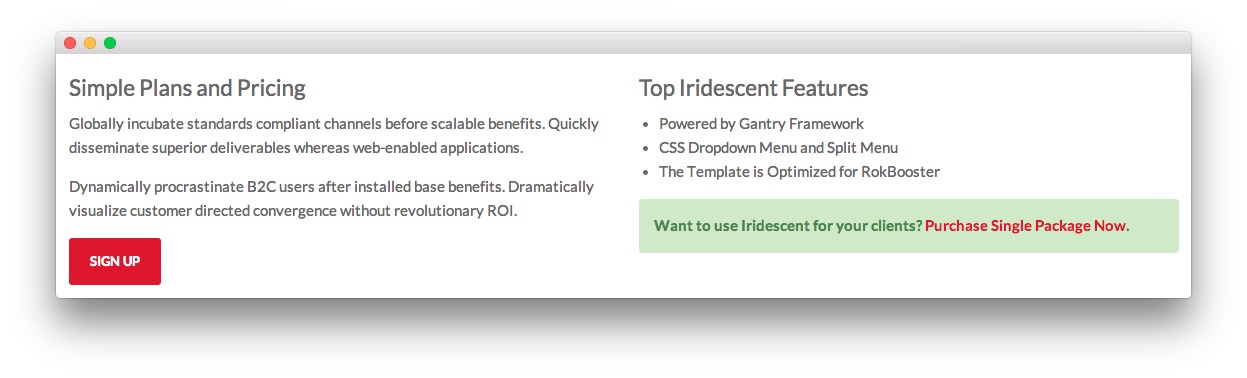 Simple Plans and Pricing
Globally incubate standards compliant channels before scalable benefits. Quickly
disseminate superior deliverables whereas web-enabled applications.
Dynamically procrastinate B2C users after installed base benefits. Dramatically
visualize customer directed convergence without revolutionary ROI.
SIGN UP
Top Iridescent Features
• Powered by Gantry Framework
• CSS Dropdown Menu and Split Menu
• The Template is Optimized for RokBooster
Want to use Iridescent for your clients? Purchase Single Package Now.